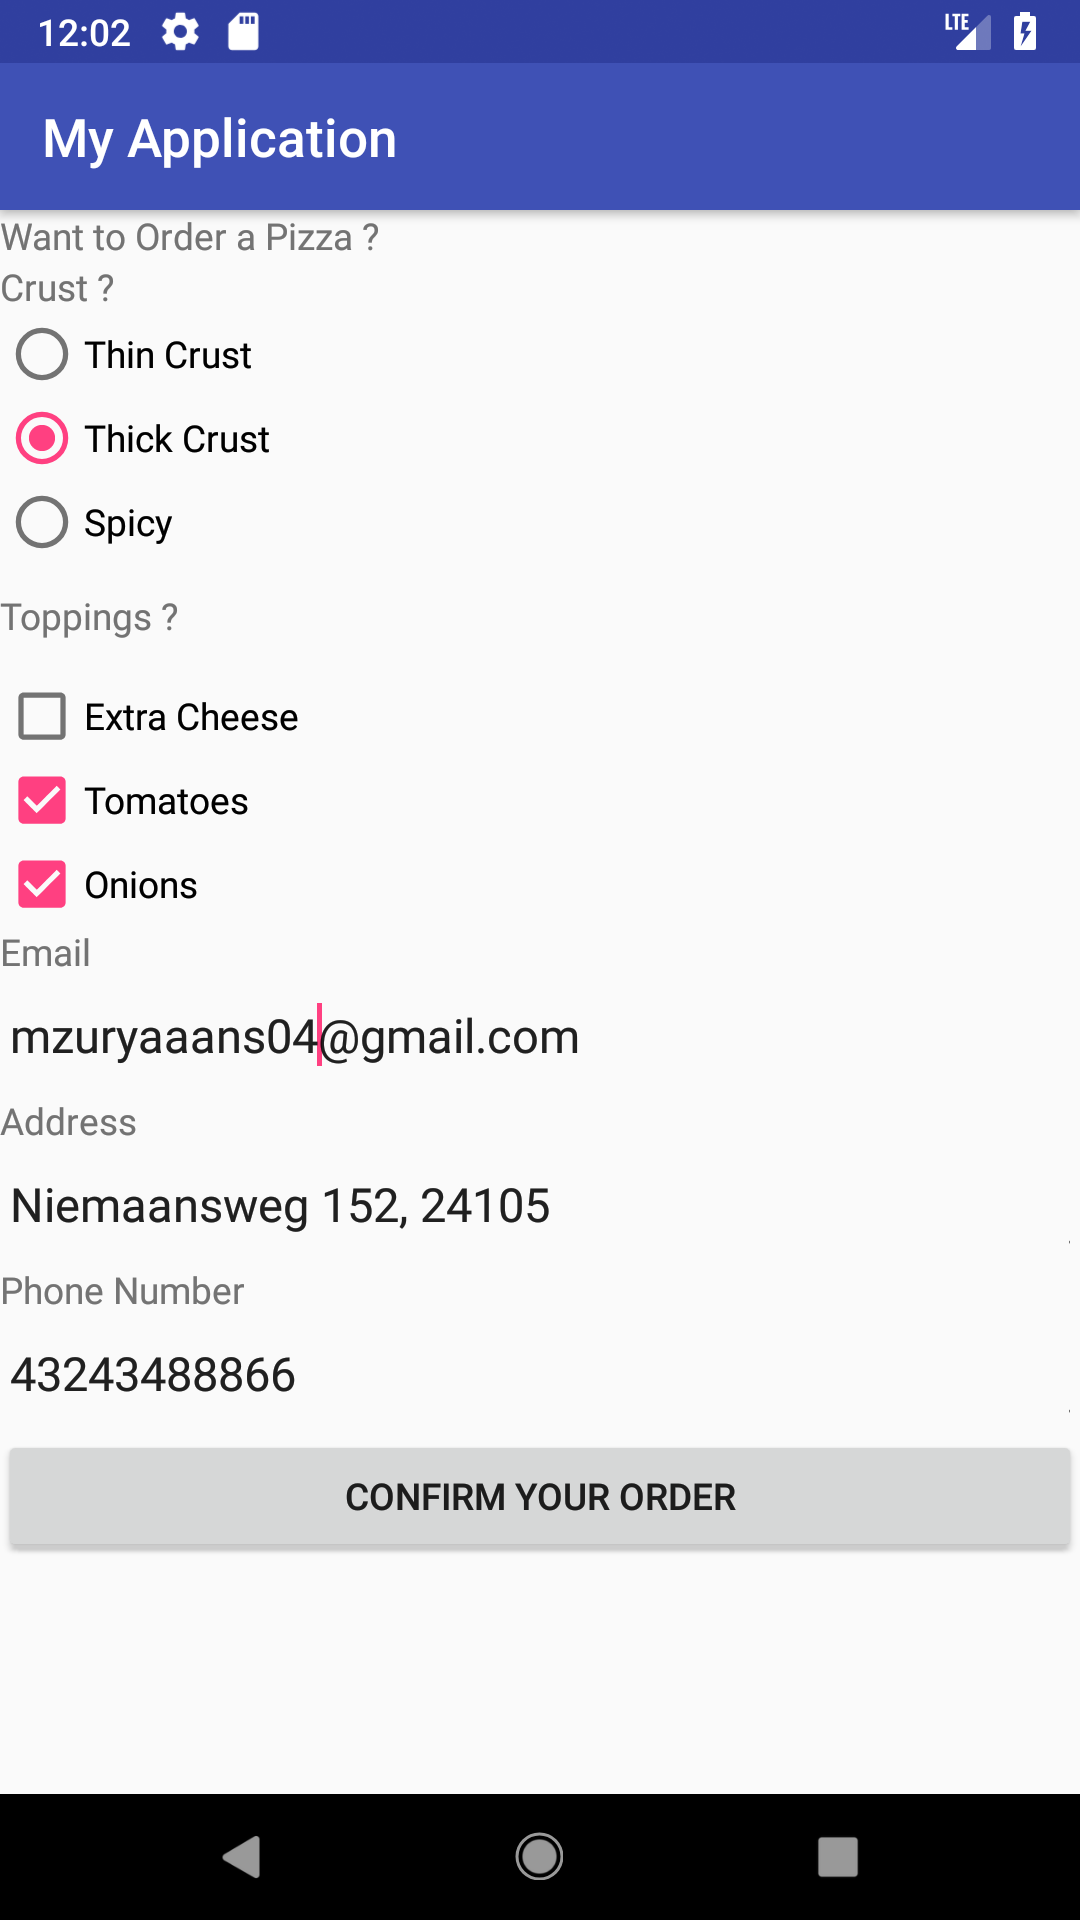 12:02 LTE
My Application
Want to Order a Pizza ?
Crust ?
Thin Crust
Thick Crust
Spicy
Toppings ?
Extra Cheese
Tomatoes
Onions
Email
mzuryaaans04@gmail.com
Address
Niemaansweg 152, 24105
Phone Number
43243488866
CONFIRM YOUR ORDER